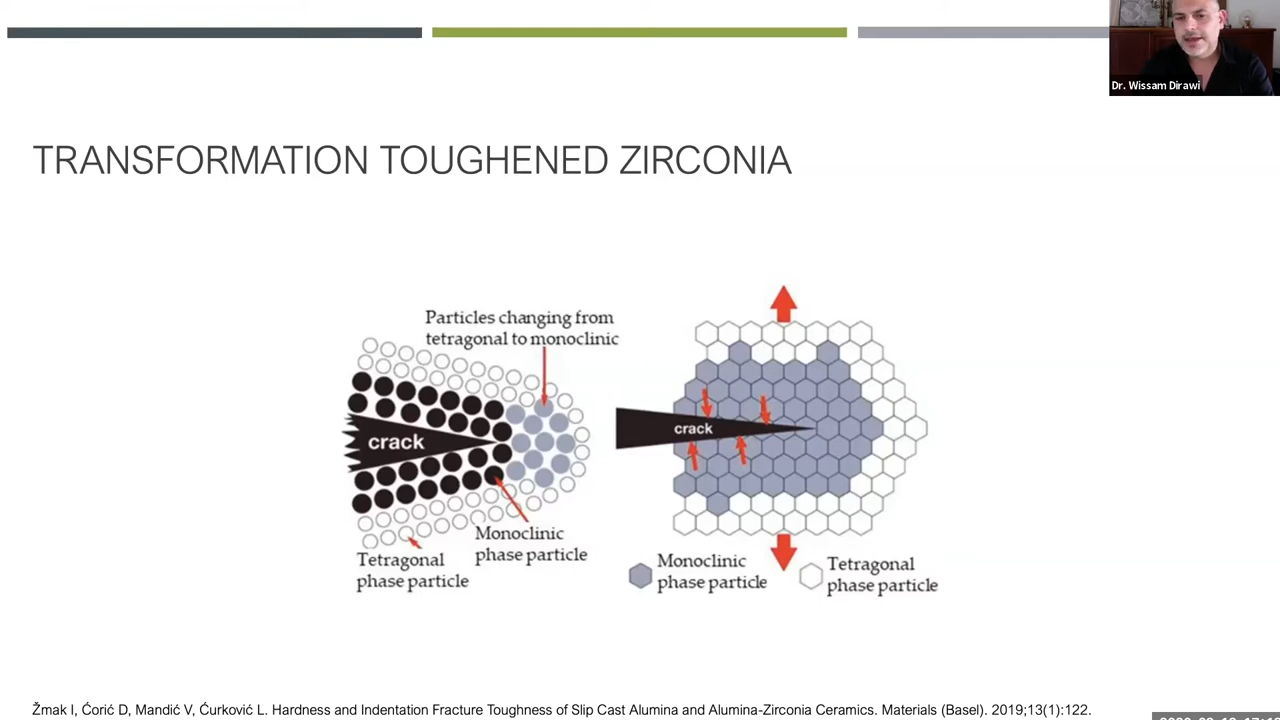 Dr. Wissam Dirawi
TRANSFORMATION TOUGHENED ZIRCONIA
Particles changing from
tetragonal to monoclinic
crack
Monoclinic
phase particle
Tetragonal
phase particle
crack
Monoclinic
phase particle
Tetragonal
phase particle
Žmak I, Ćorić D, Mandić V, Ćurković L. Hardness and Indentation Fracture Toughness of Slip Cast Alumina and Alumina-Zirconia Ceramics. Materials (Basel). 2019;13(1):122.